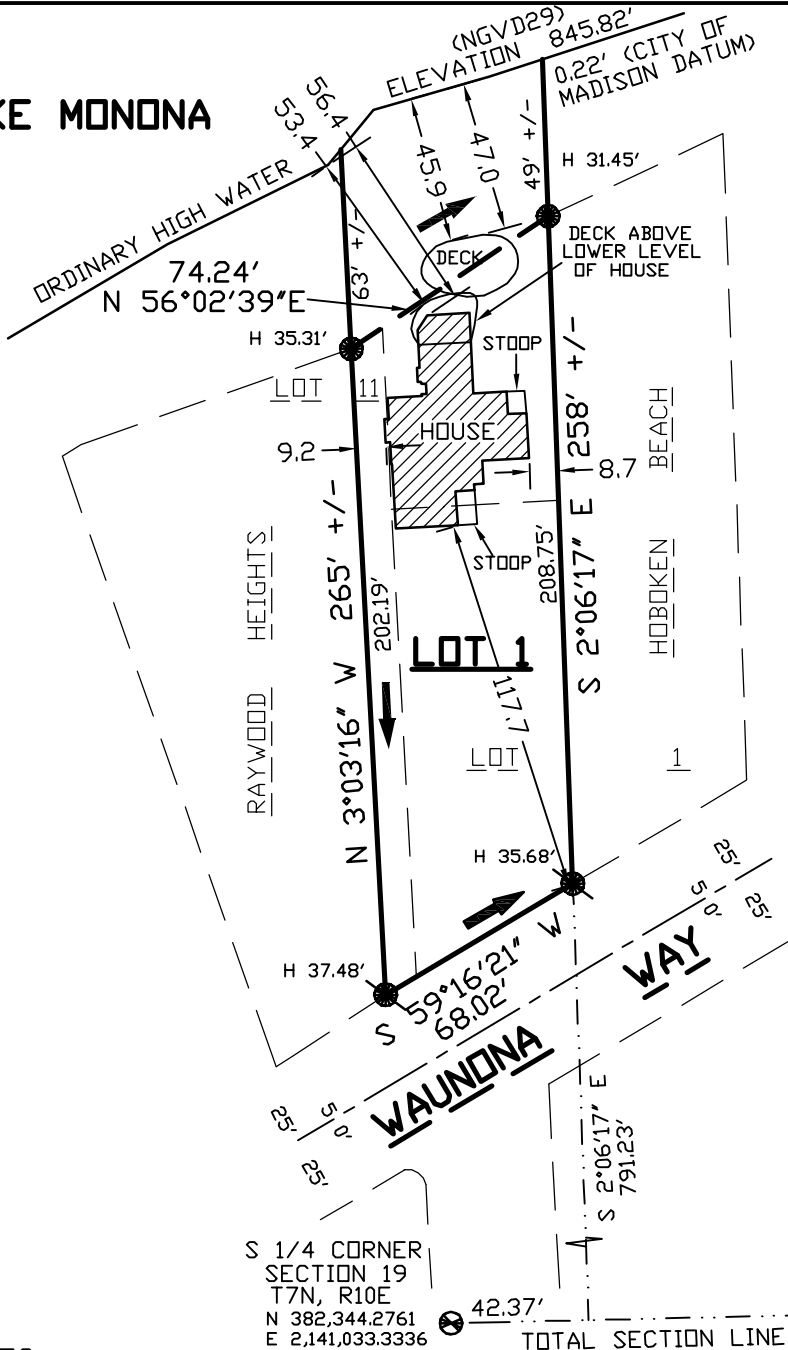 (NGVD29)
ELEVATION 845.82'
0.22' (CITY OF
MADISON DATUM)
KE MONONA
56.4
53.4
45.9
47.0
49' +/-
H 31.45'
ORDINARY HIGH WATER
63' +/-
DECK
DECK ABOVE
LOWER LEVEL
OF HOUSE
74.24'
N 56°02'39"E
H 35.31'
STOOP
LOT 11
HOUSE
9.2
8.7
BEACH
HOBOKEN
HEIGHTS
RAYWOOD
N 3°03'16" W 265' +/-
202.19'
S 2°06'17" E 258' +/-
208.75'
STOOP
LOT 1
117.7
LOT 1
H 35.68'
H 37.48'
S 59°16'21" W
68.02'
25'
50'
25'
WAUNONA WAY
25'
50'
25'
S 2°06'17" E
791.23'
S 1/4 CORNER
SECTION 19
T7N, R10E
N 382,344.2761
E 2,141,033.3336
42.37'
TOTAL SECTION LINE